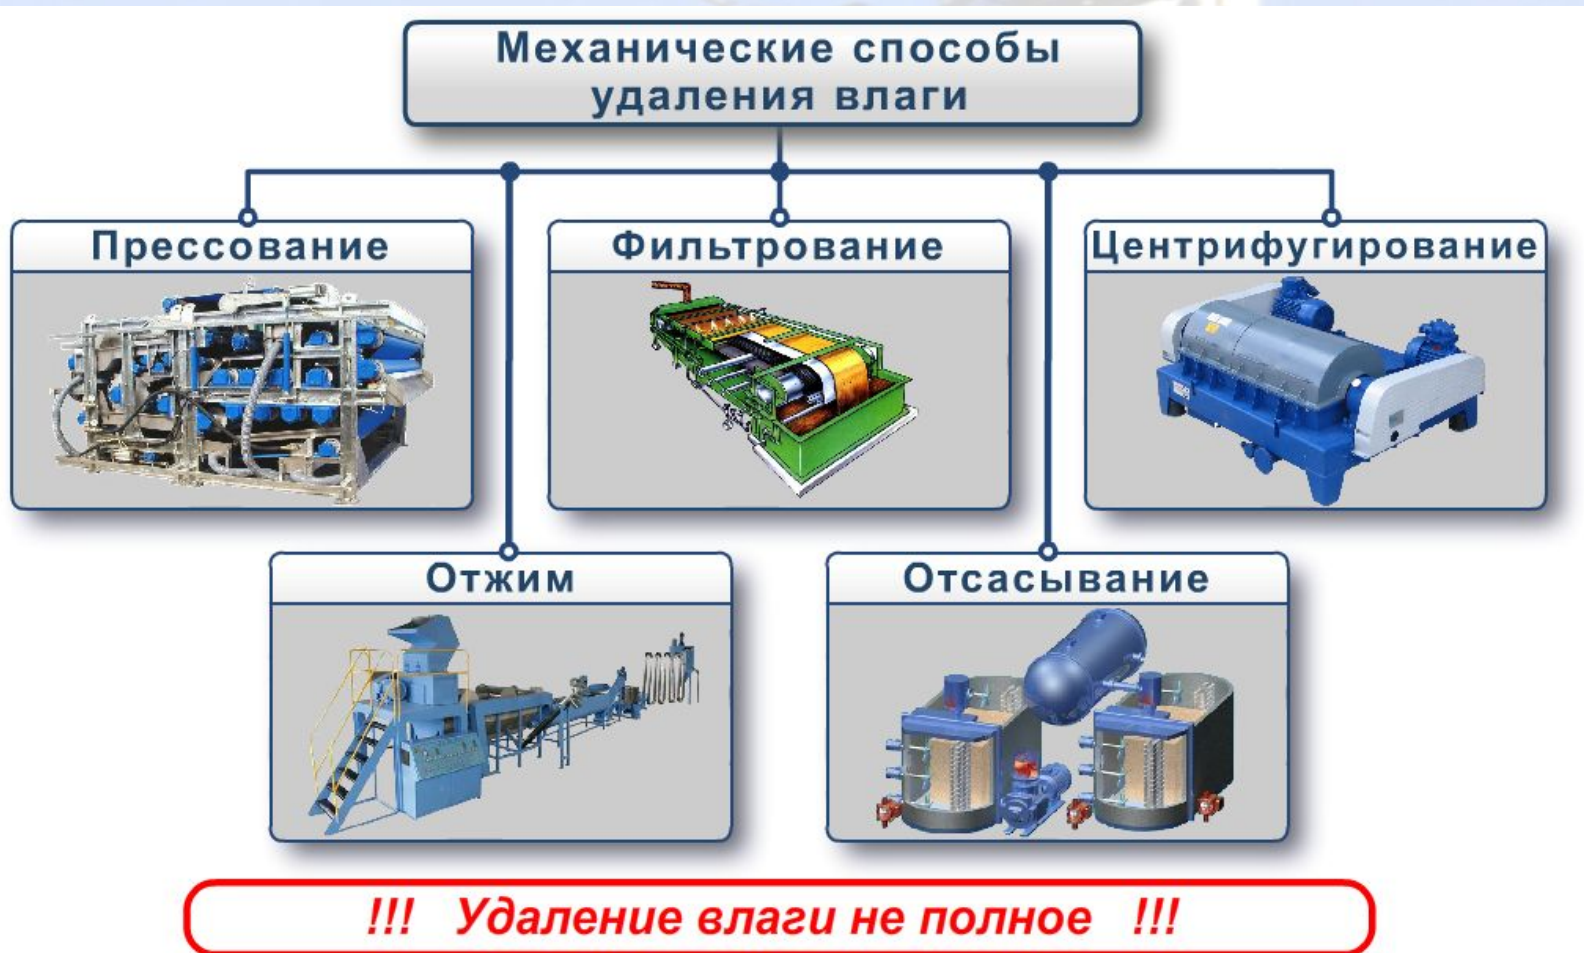 Механические способы
удаления влаги
Прессование
Фильтрование
Центрифугирование
Отжим
Отсасывание
!!! Удаление влаги не полное !!!